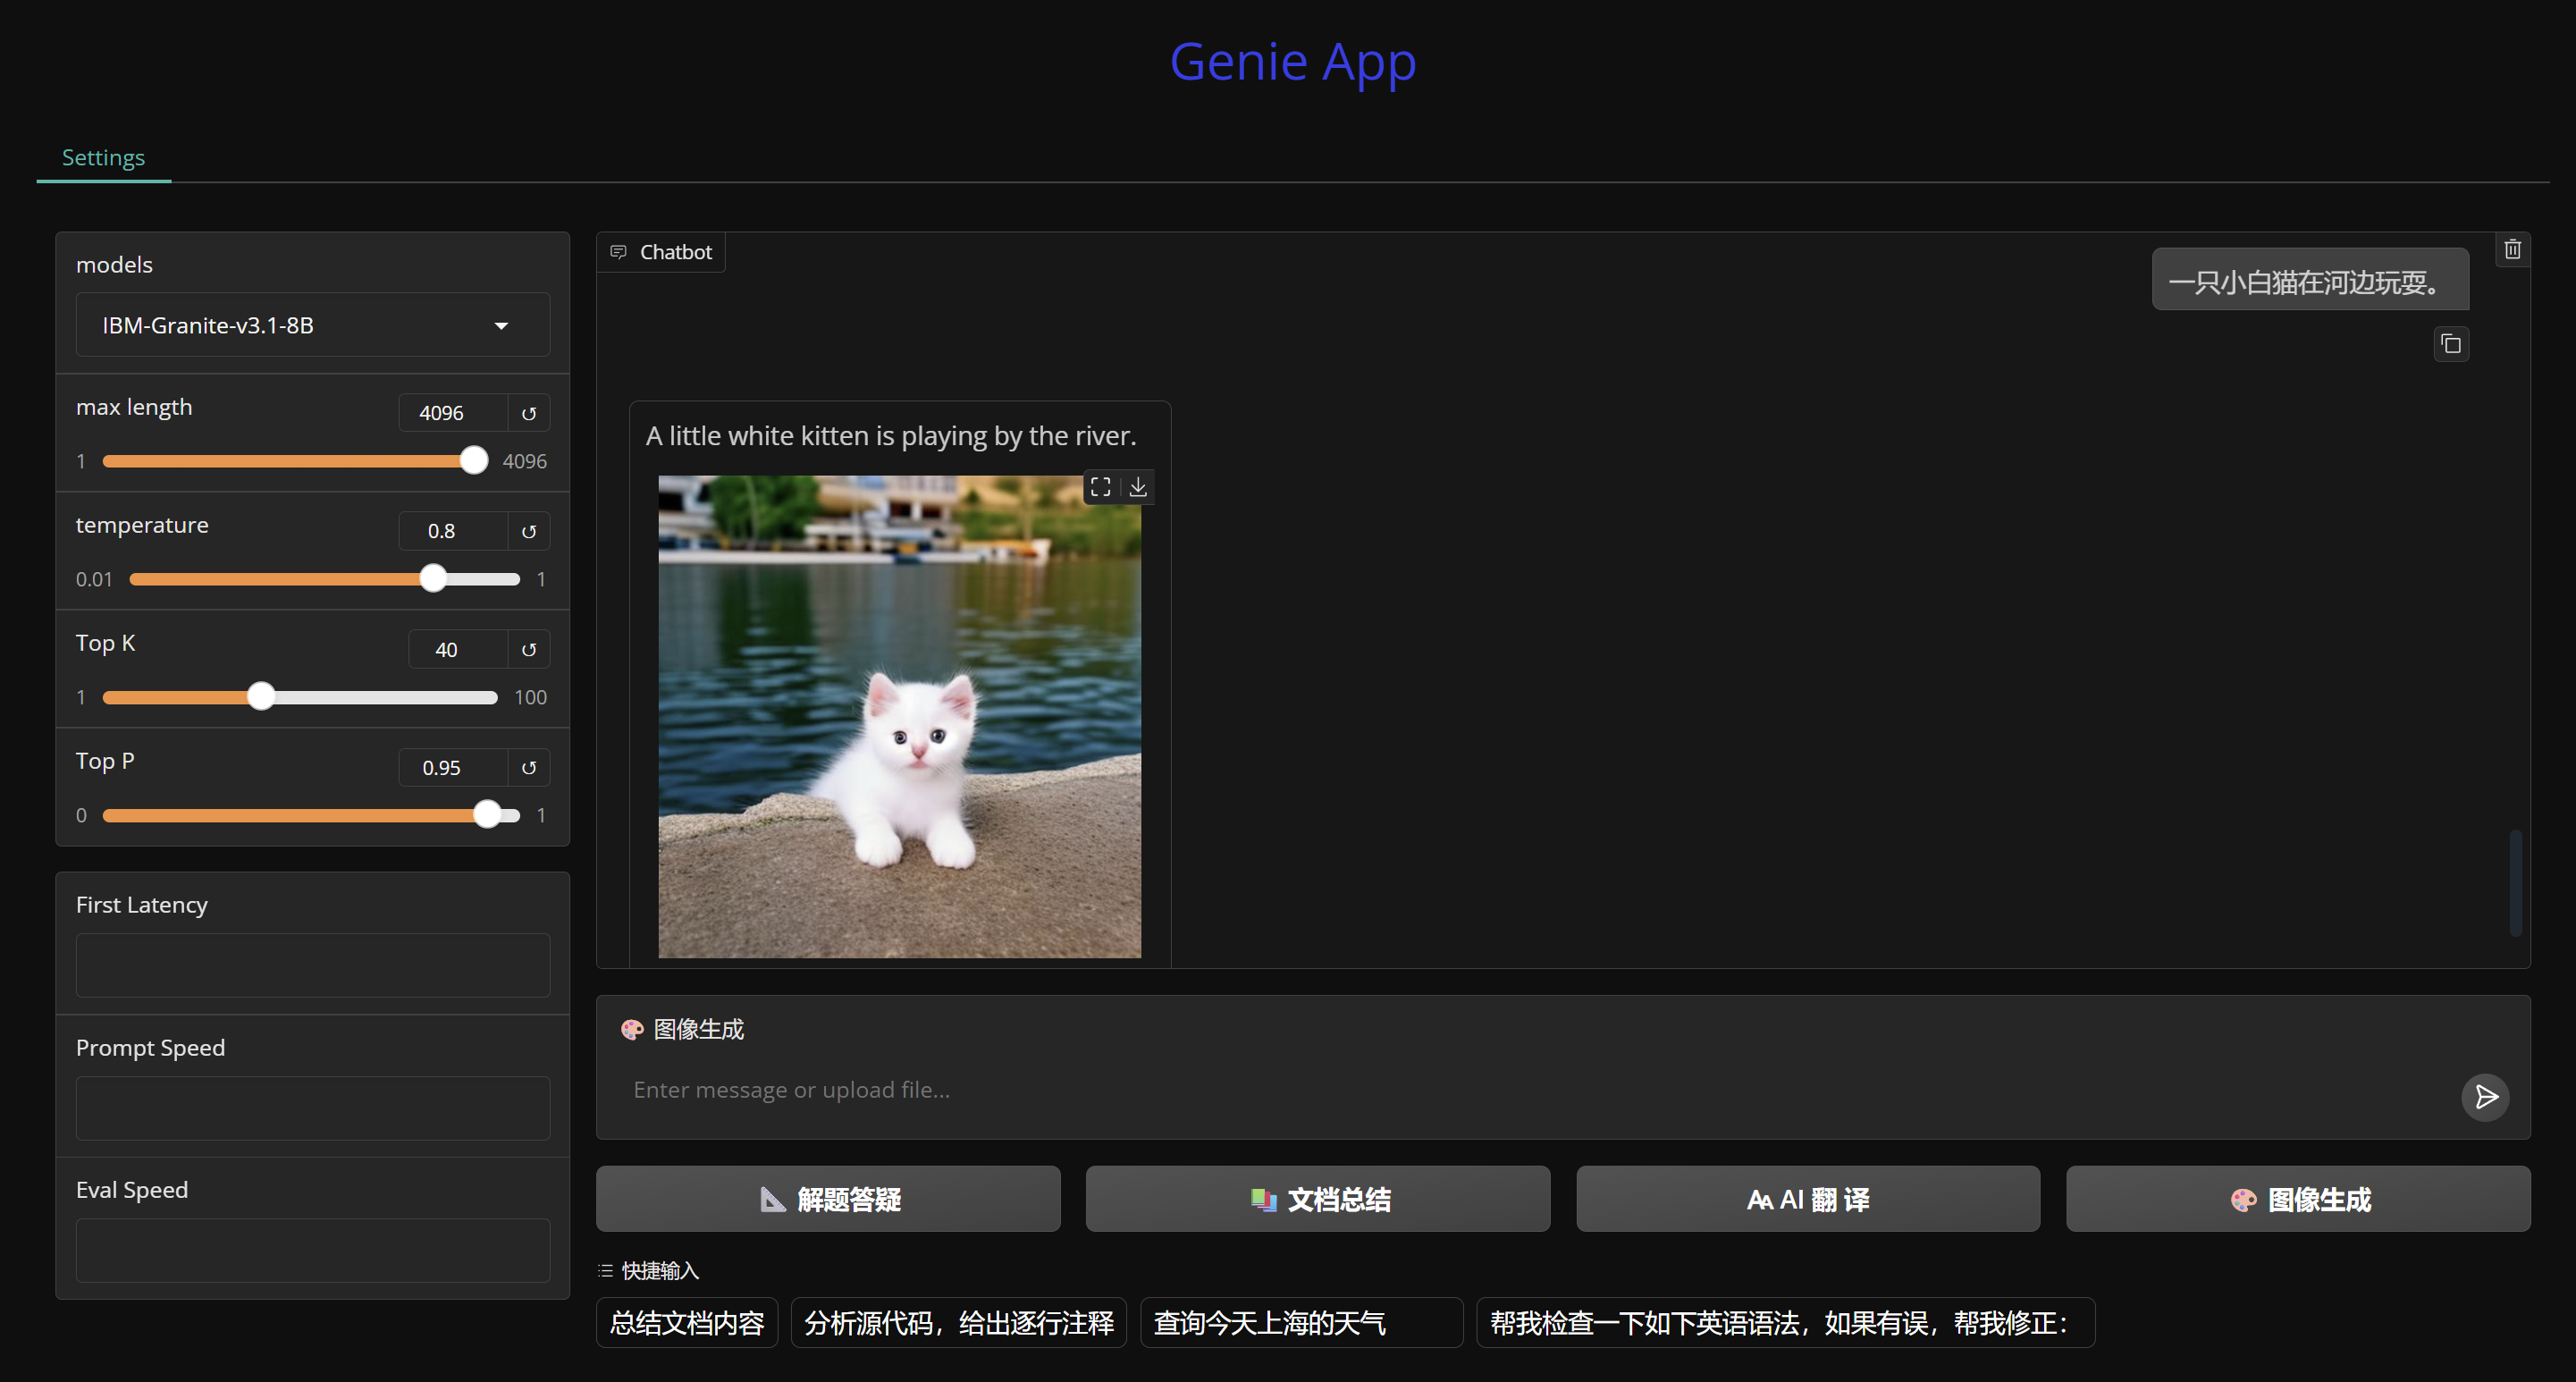 Genie App
Settings
models
IBM-Granite-v3.1-8B
max length
4096
1
4096
temperature
0.8
0.01
1
Top K
40
1
100
Top P
0.95
0
1
First Latency
Prompt Speed
Eval Speed
Chatbot
一只小白猫在河边玩耍。
A little white kitten is playing by the river.
图像生成
Enter message or upload file...
解题答疑
文档总结
AI 翻 译
图像生成
快捷输入
总结文档内容
分析源代码，给出逐行注释
查询今天上海的天气
帮我检查一下如下英语语法，如果有误，帮我修正：